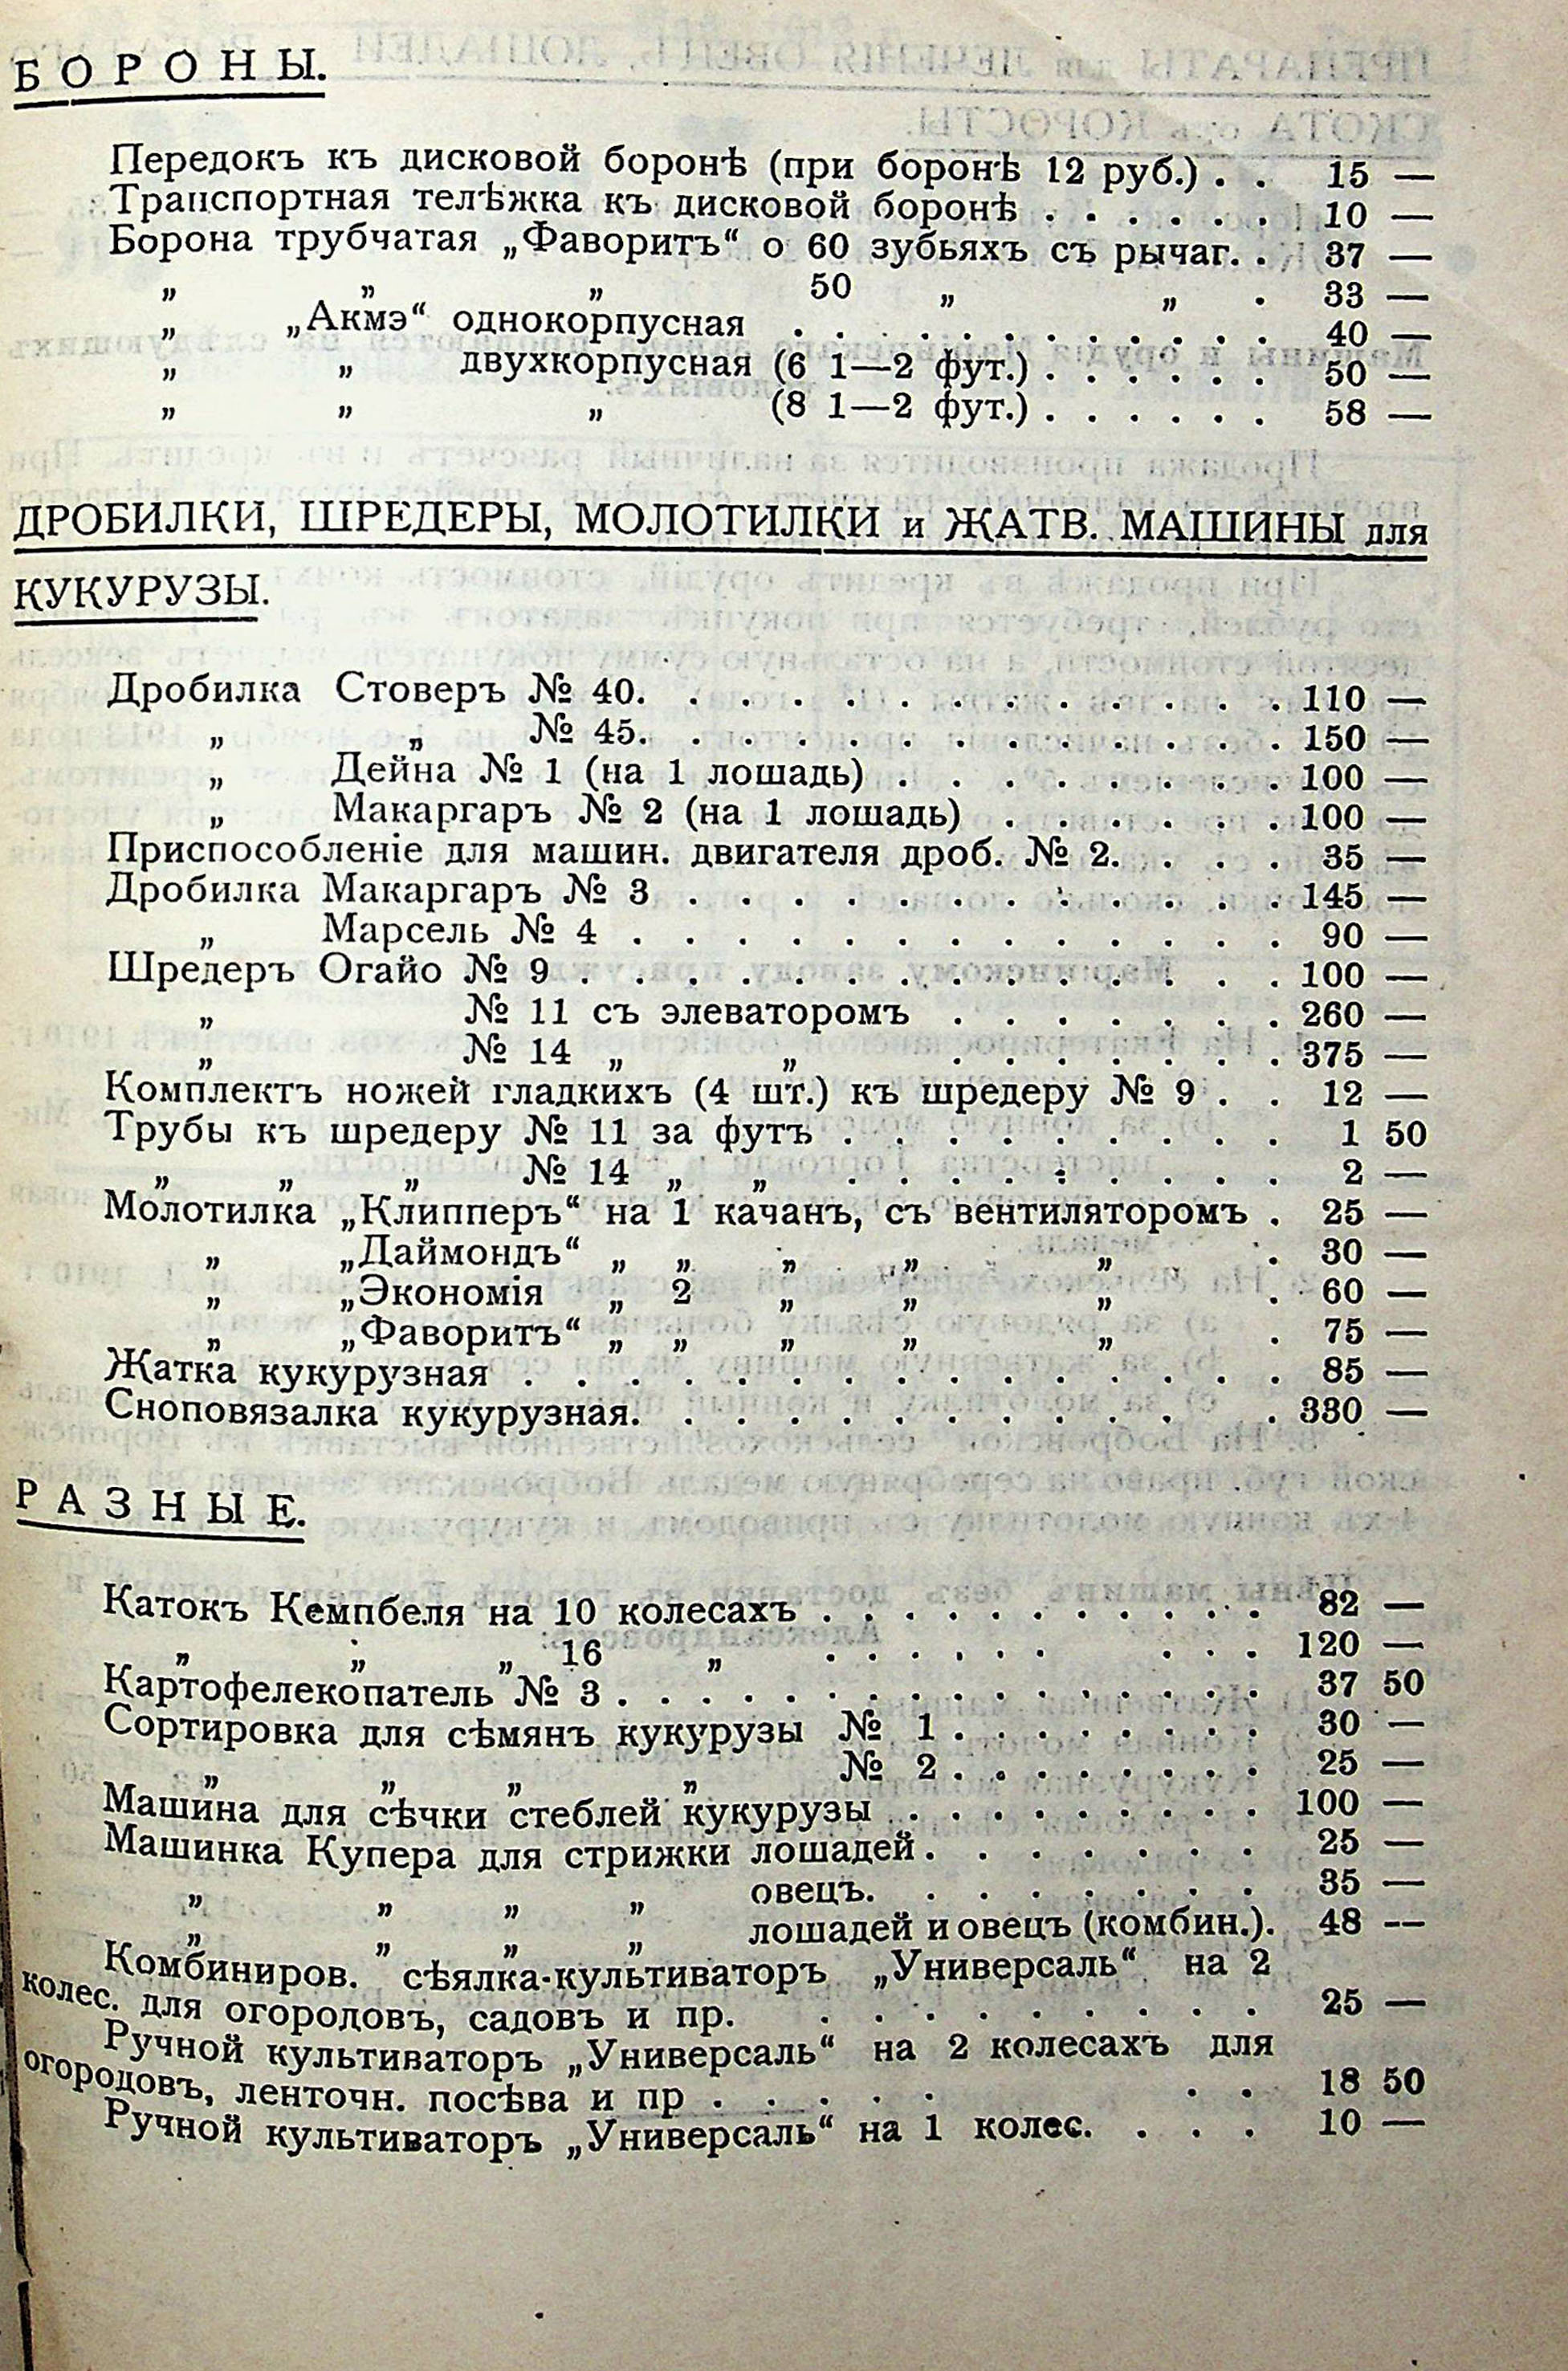 БОРОНЫ.
Передокъ къ дисковой боронѣ (при боронѣ 12 руб.) . . 15 —
Транспортная телѣжка къ дисковой боронѣ . . . . . . 10 —
Борона трубчатая „Фаворитъ“ о 60 зубьяхъ съ рычаг. . 37 —
„ „ „ 50 „ „ . 33 —
„ „Акмэ“ однокорпусная . . . . . . . . . . 40 —
„ „ двухкорпусная (6 1—2 фут.) . . . . . . 50 —
„ „ „ (8 1—2 фут.) . . . . . . 58 —
ДРОБИЛКИ, ШРЕДЕРЫ, МОЛОТИЛКИ и ЖАТВ. МАШИНЫ для
КУКУРУЗЫ.
Дробилка Стоверъ № 40. . . . . . . . . . . . . 110 —
„ „ № 45. . . . . . . . . . . . . 150 —
„ Дейна № 1 (на 1 лошадь) . . . . . . . . 100 —
„ Макаргаръ № 2 (на 1 лошадь) . . . . . . 100 —
Приспособленіе для машин. двигателя дроб. № 2. . . . 35 —
Дробилка Макаргаръ № 3 . . . . . . . . . . . . 145 —
„ Марсель № 4 . . . . . . . . . . . . . 90 —
Шредеръ Огайо № 9 . . . . . . . . . . . . . . 100 —
„ № 11 съ элеваторомъ . . . . . . . 260 —
„ № 14 „ „ . . . . . . . 375 —
Комплектъ ножей гладкихъ (4 шт.) къ шредеру № 9 . . 12 —
Трубы къ шредеру № 11 за футъ . . . . . . . . . 1 50
„ „ „ № 14 „ „ . . . . . . . . . 2 —
Молотилка „Клипперъ“ на 1 качанъ, съ вентиляторомъ . 25 —
„ „Даймондъ“ „ „ „ „ „ . 30 —
„ „Экономія „ 2 „ „ „ . 60 —
„ „Фаворитъ“ „ „ „ „ „ . 75 —
Жатка кукурузная . . . . . . . . . . . . . . . 85 —
Сноповязалка кукурузная. . . . . . . . . . . . . 330 —
РАЗНЫЕ.
Катокъ Кемпбеля на 10 колесахъ . . . . . . . . . . 82 —
„ „ „ 16 „ . . . . . . . . 120 —
Картофелекопатель № 3 . . . . . . . . . . . . . 37 50
Сортировка для сѣмянъ кукурузы № 1 . . . . . . . . 30 —
„ „ „ „ № 2 . . . . . . . . 25 —
Машина для сѣчки стеблей кукурузы . . . . . . . . . 100 —
Машинка Купера для стрижки лошадей . . . . . . . 25 —
„ „ „ „ овецъ. . . . . . . . 35 —
„ „ „ „ лошадей и овецъ (комбин.). 48 —
Комбиниров. сѣялка-культиваторъ „Универсаль“ на 2
колес. для огородовъ, садовъ и пр. . . . . . . . . . 25 —
Ручной культиваторъ „Универсаль“ на 2 колесахъ для
огородовъ, ленточн. посѣва и пр . . . . . . . 18 50
Ручной культиваторъ „Универсаль“ на 1 колес. . . . 10 —